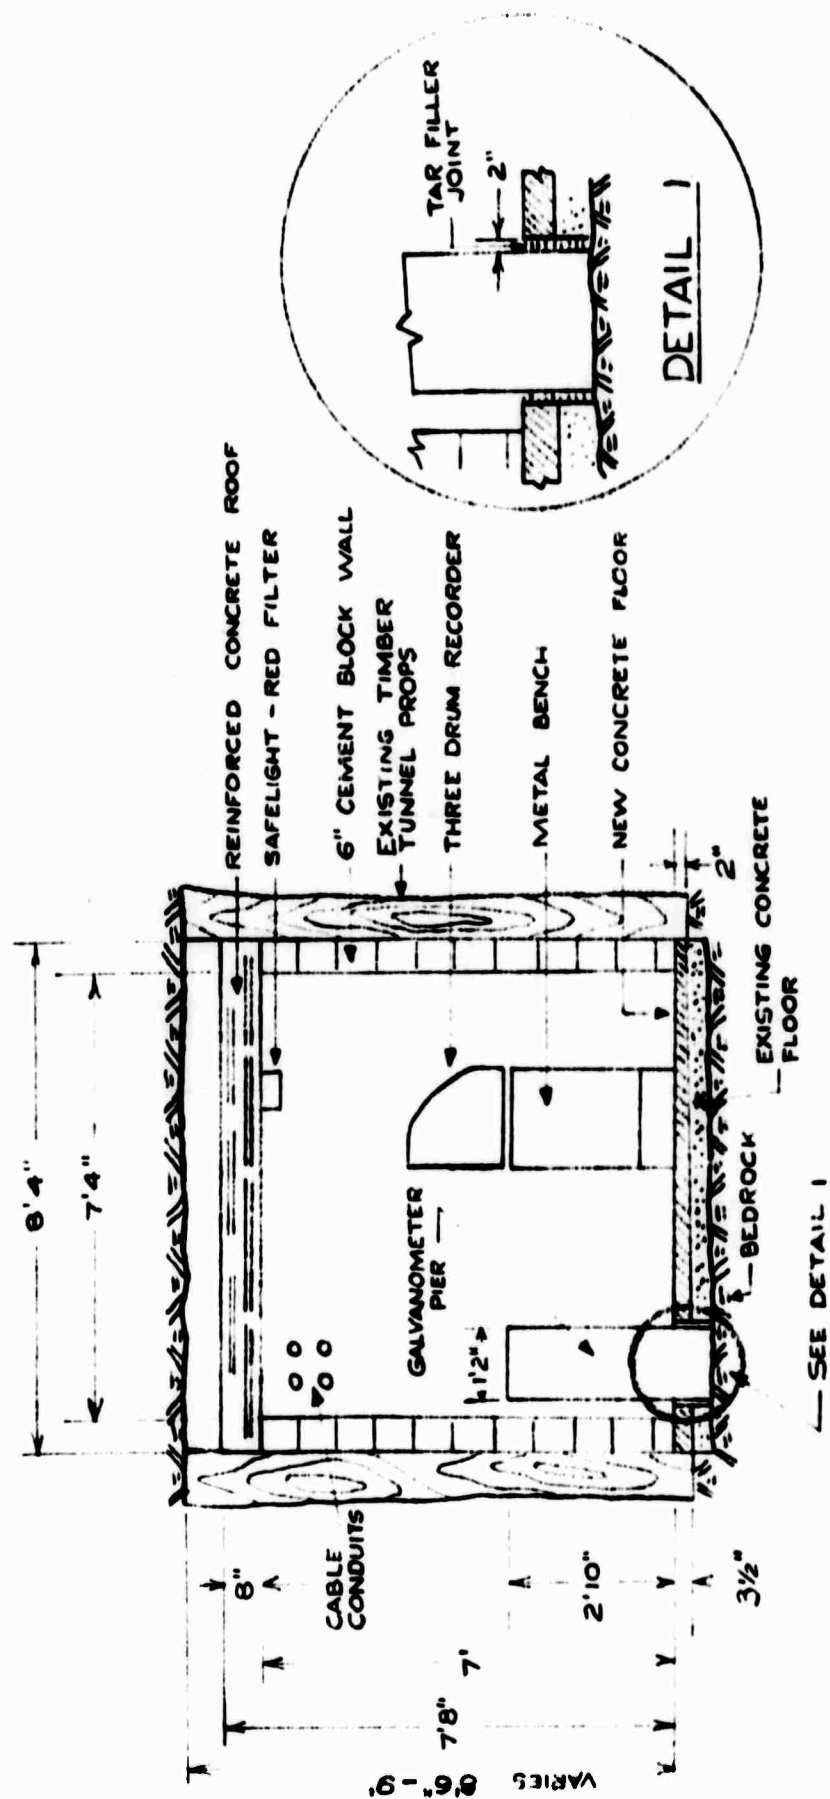 8'4"
7'4"
REINFORCED CONCRETE ROOF
SAFELIGHT - RED FILTER
6" CEMENT BLOCK WALL
EXISTING TIMBER
TUNNEL PROPS
THREE DRUM RECORDER
METAL BENCH
NEW CONCRETE FLOOR
2"
EXISTING CONCRETE
FLOOR
BEDROCK
SEE DETAIL 1
GALVANOMETER
PIER
1'2"
CABLE
CONDUITS
8"
7'
2'10"
3½"
7'8"
VARIES 8'6" - 9'
TAR FILLER
JOINT
2"
DETAIL 1